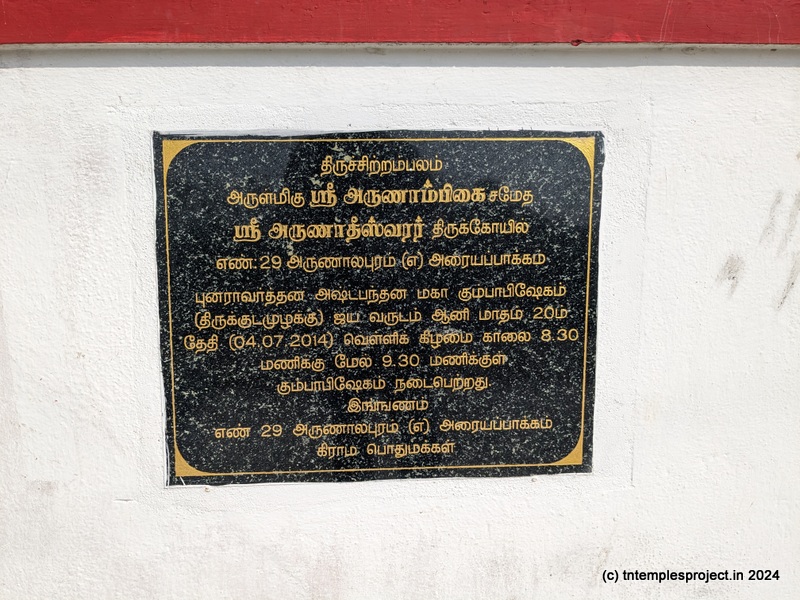 திருச்சிற்றம்பலம்
அருளமிகு ஸ்ரீ அருணாம்பிகை சமேத
ஸ்ரீ அருணாதீஸ்வரர் திருக்கோயில்
எண்: 29 அருணாலபுரம் (எ) அரையப்பாக்கம்
புனராவர்த்தன அஷ்டபந்தன மகா கும்பாபிஷேகம்
(திருக்குடமுழக்கு) ஜய வருடம் ஆனி மாதம் 20ம்
தேதி (04.07.2014) வெள்ளிக் கிழமை காலை 8.30
மணிக்கு மேல் 9.30 மணிக்குள்
கும்பாபிஷேகம் நடைபெற்றது.
இங்ஙணம்
எண் 29 அருணாலபுரம் (எ) அரையப்பாக்கம்
கிராம பொதுமக்கள்
(c) tntemplesproject.in 2024